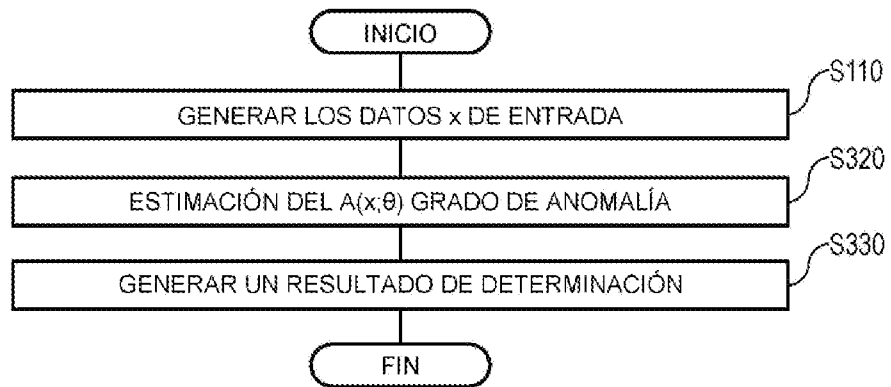 INICIO
S110
GENERAR LOS DATOS x DE ENTRADA
S320
ESTIMACIÓN DEL A(x;θ) GRADO DE ANOMALÍA
S330
GENERAR UN RESULTADO DE DETERMINACIÓN
FIN